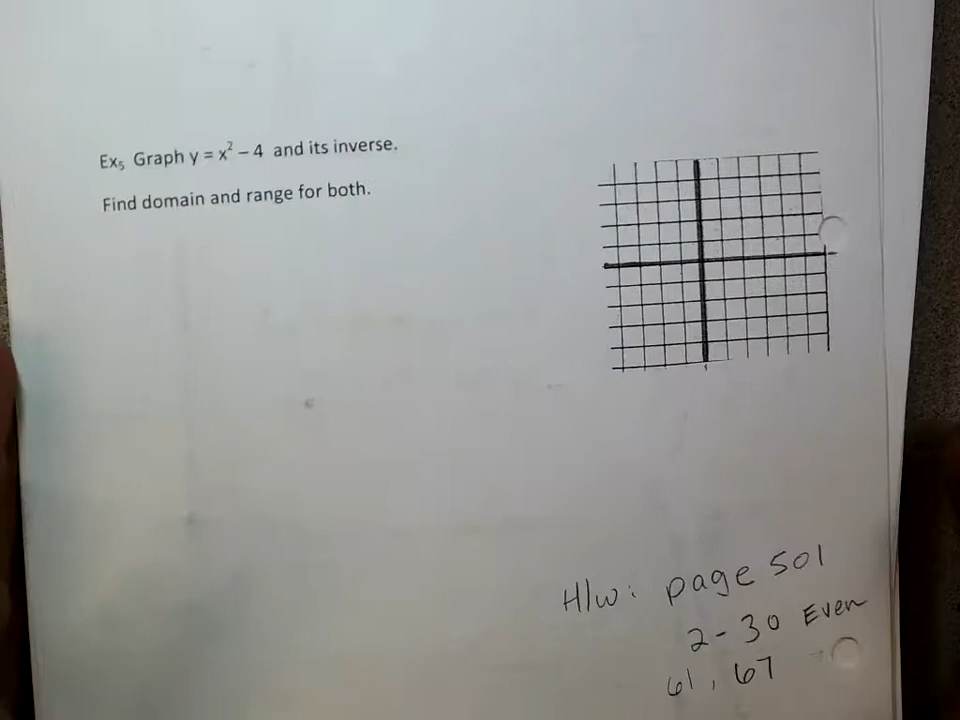 Ex₅ Graph y = x² – 4 and its inverse.
Find domain and range for both.
H/w: page 501
2 - 30 Even
61, 67